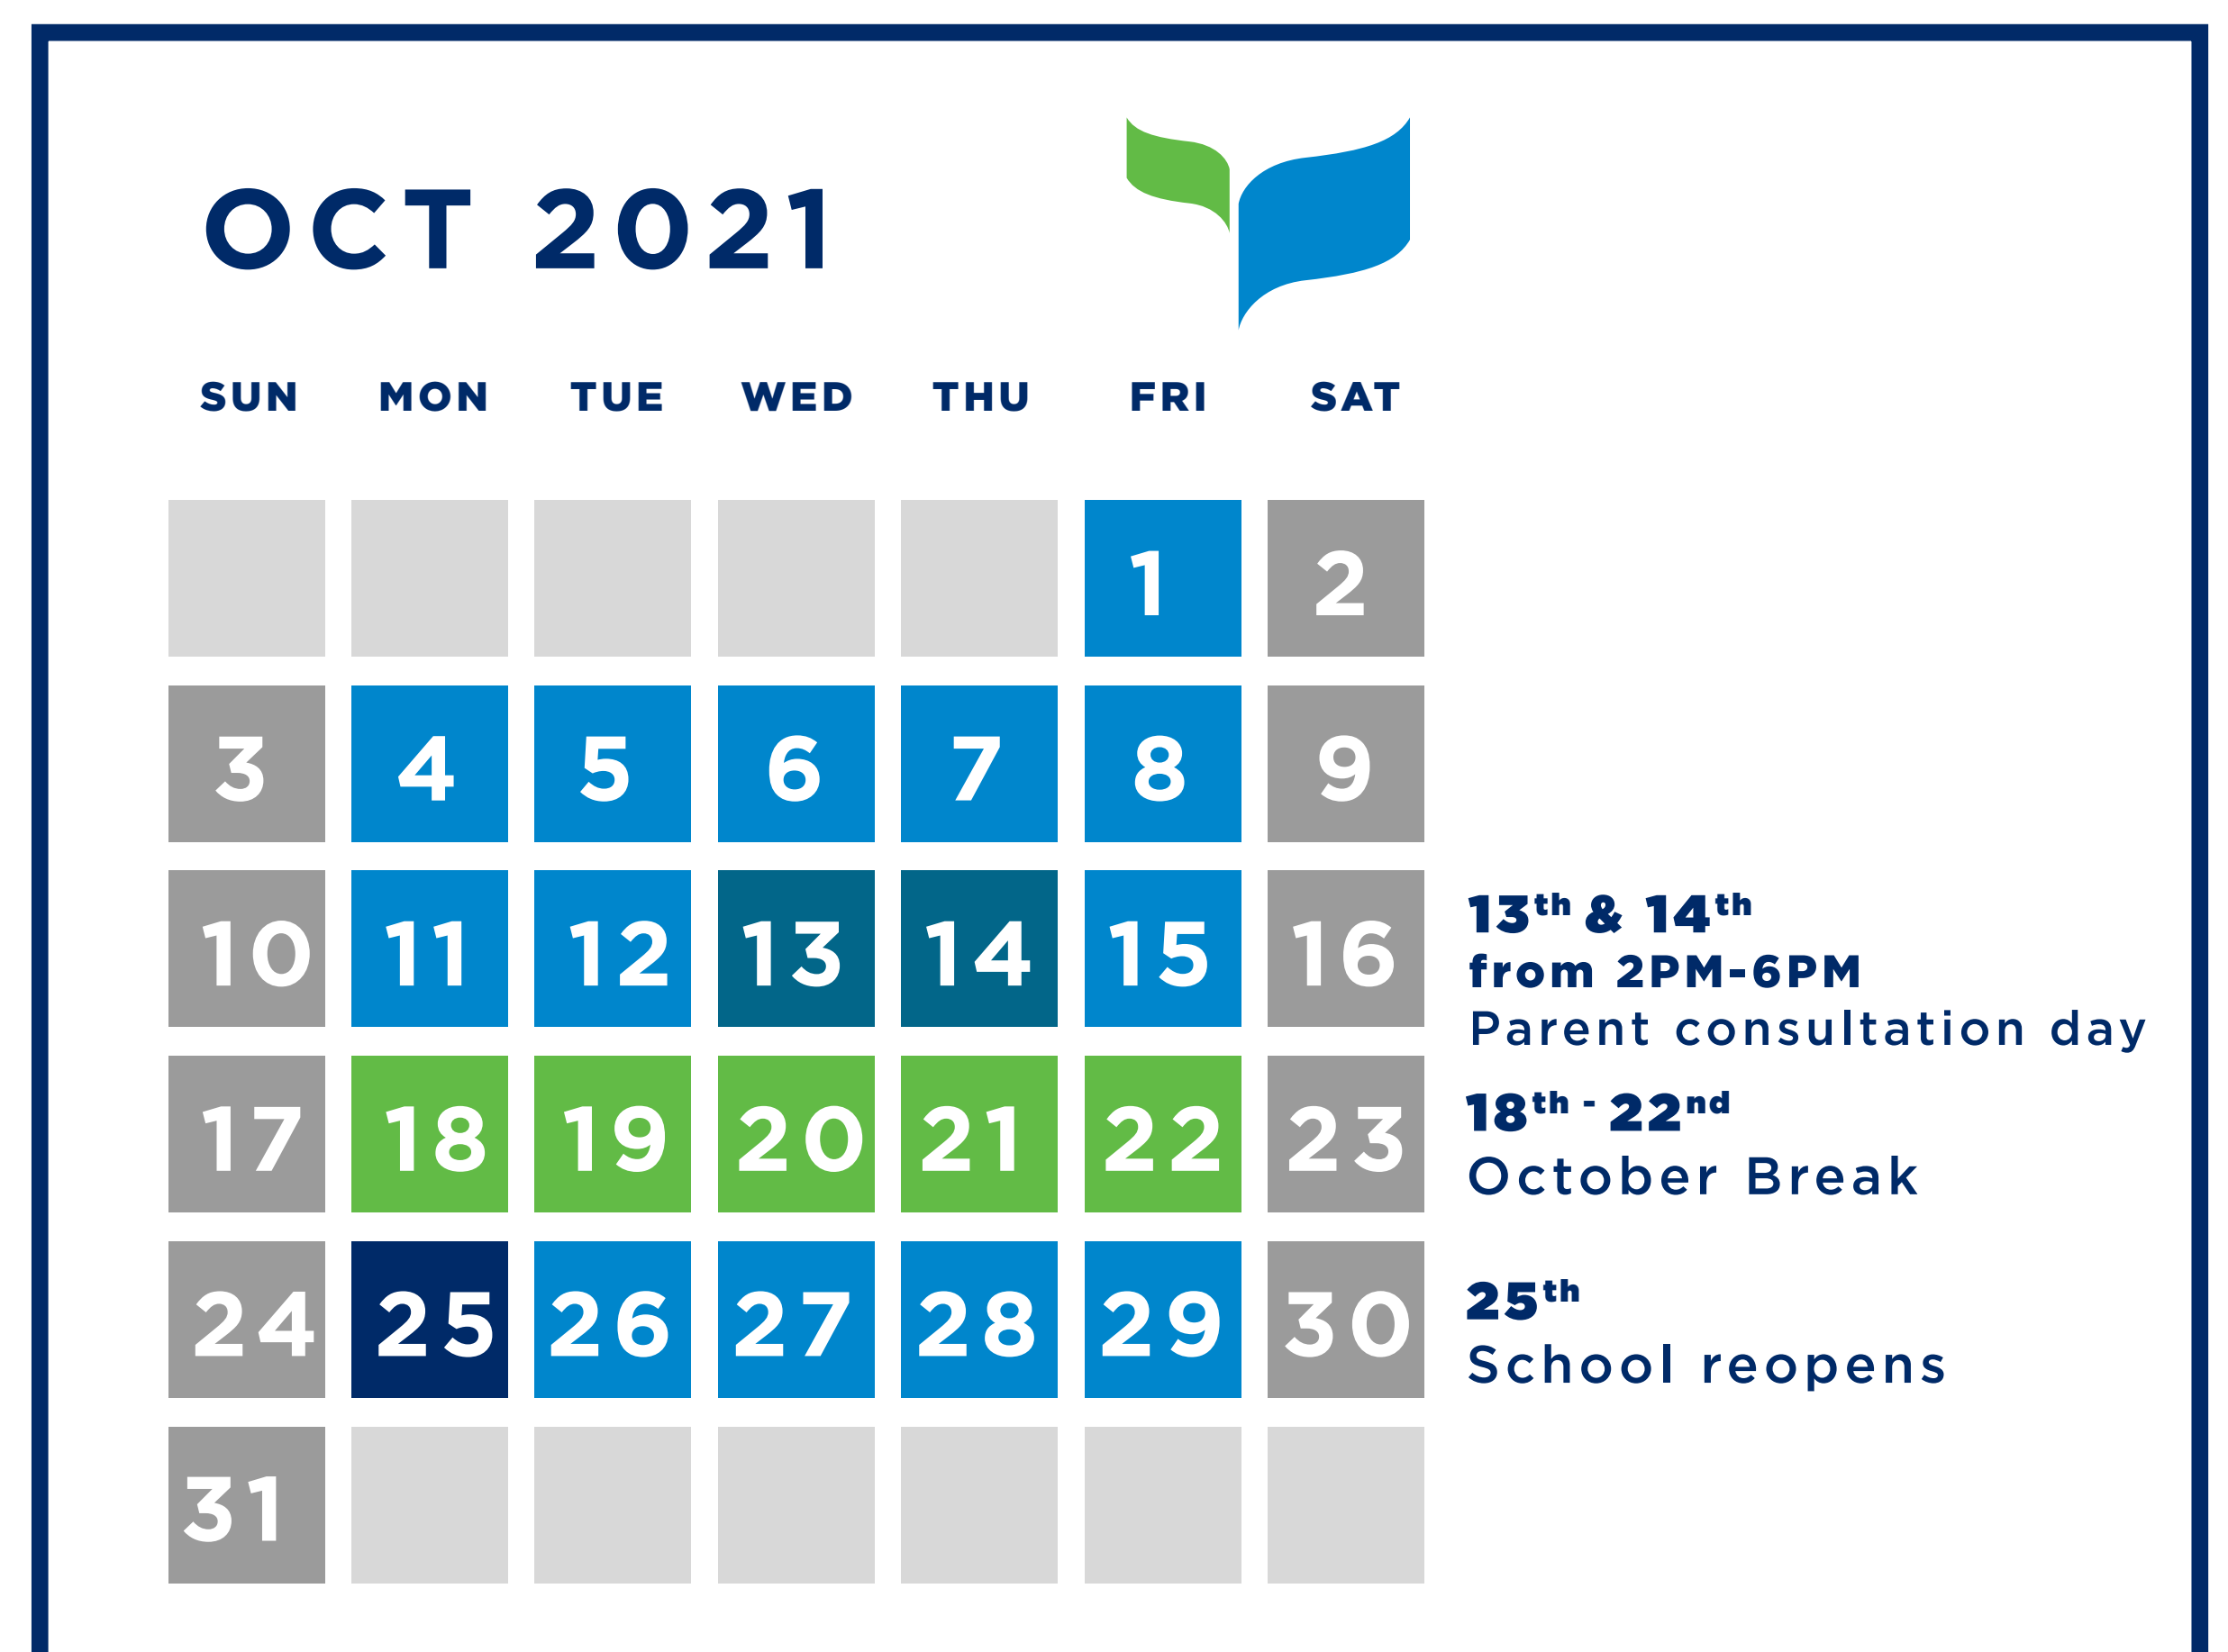 OCT 2021
SUN MON TUE WED THU FRI SAT
1 2
3 4 5 6 7 8 9
10 11 12 13 14 15 16
13th & 14th
from 2PM-6PM
Parent consultation day
17 18 19 20 21 22 23
18th - 22nd
October Break
24 25 26 27 28 29 30
25th
School reopens
31